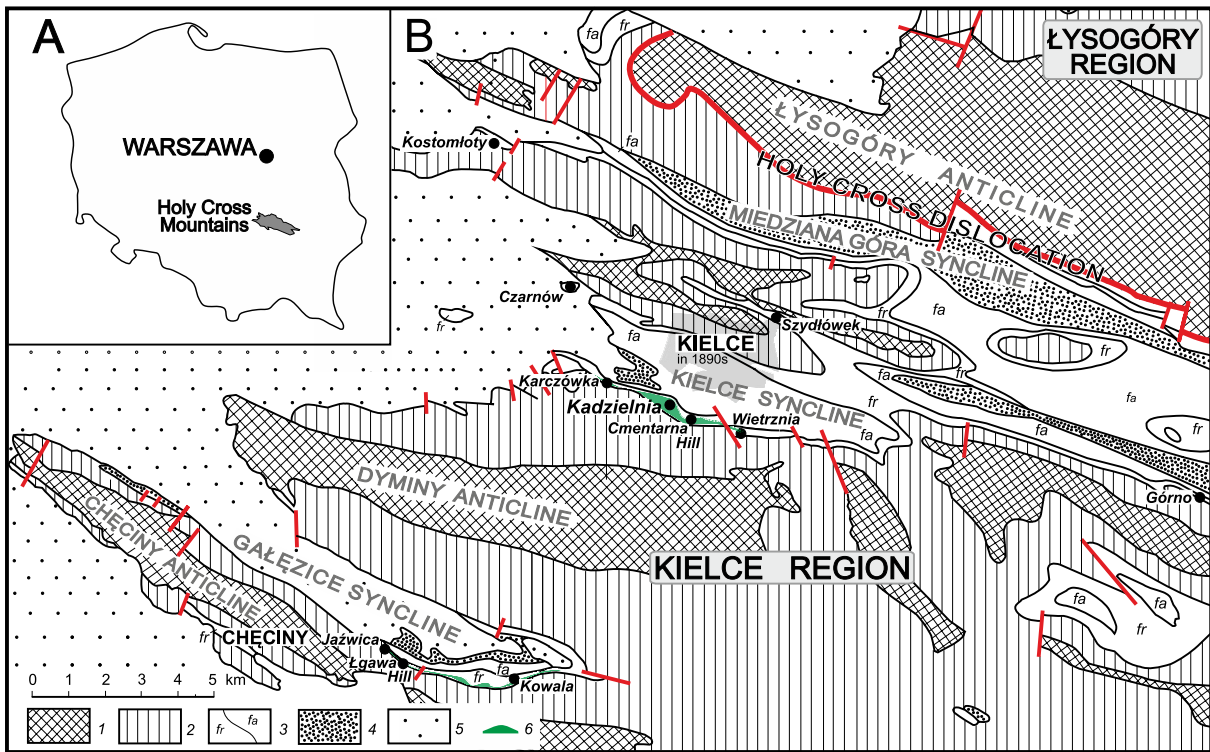 A
WARSZAWA
Holy Cross
Mountains
B
ŁYSOGÓRY
REGION
fr
fa
Kostomłoty
fa
ŁYSOGÓRY ANTICLINE
HOLY CROSS DISLOCATION
MIEDZIANA GÓRA SYNCLINE
Czarnów
fr
fa
fr
fa
Szydłówek
KIELCE
in 1890s
fr
fr
fa
fa
Karczówka
KIELCE SYNCLINE
Kadzielnia
Cmentarna
Hill
Wietrznia
fr
fa
fa
fr
Górno
DYMINY ANTICLINE
CHĘCINY ANTICLINE
GAŁĘZICE SYNCLINE
KIELCE REGION
fa
fa
fr
fr
CHĘCINY
Jaźwica
Łgawa
Hill
fr
fa
Kowala
0 1 2 3 4 5 km
1
2
fr
fa
3
4
5
6